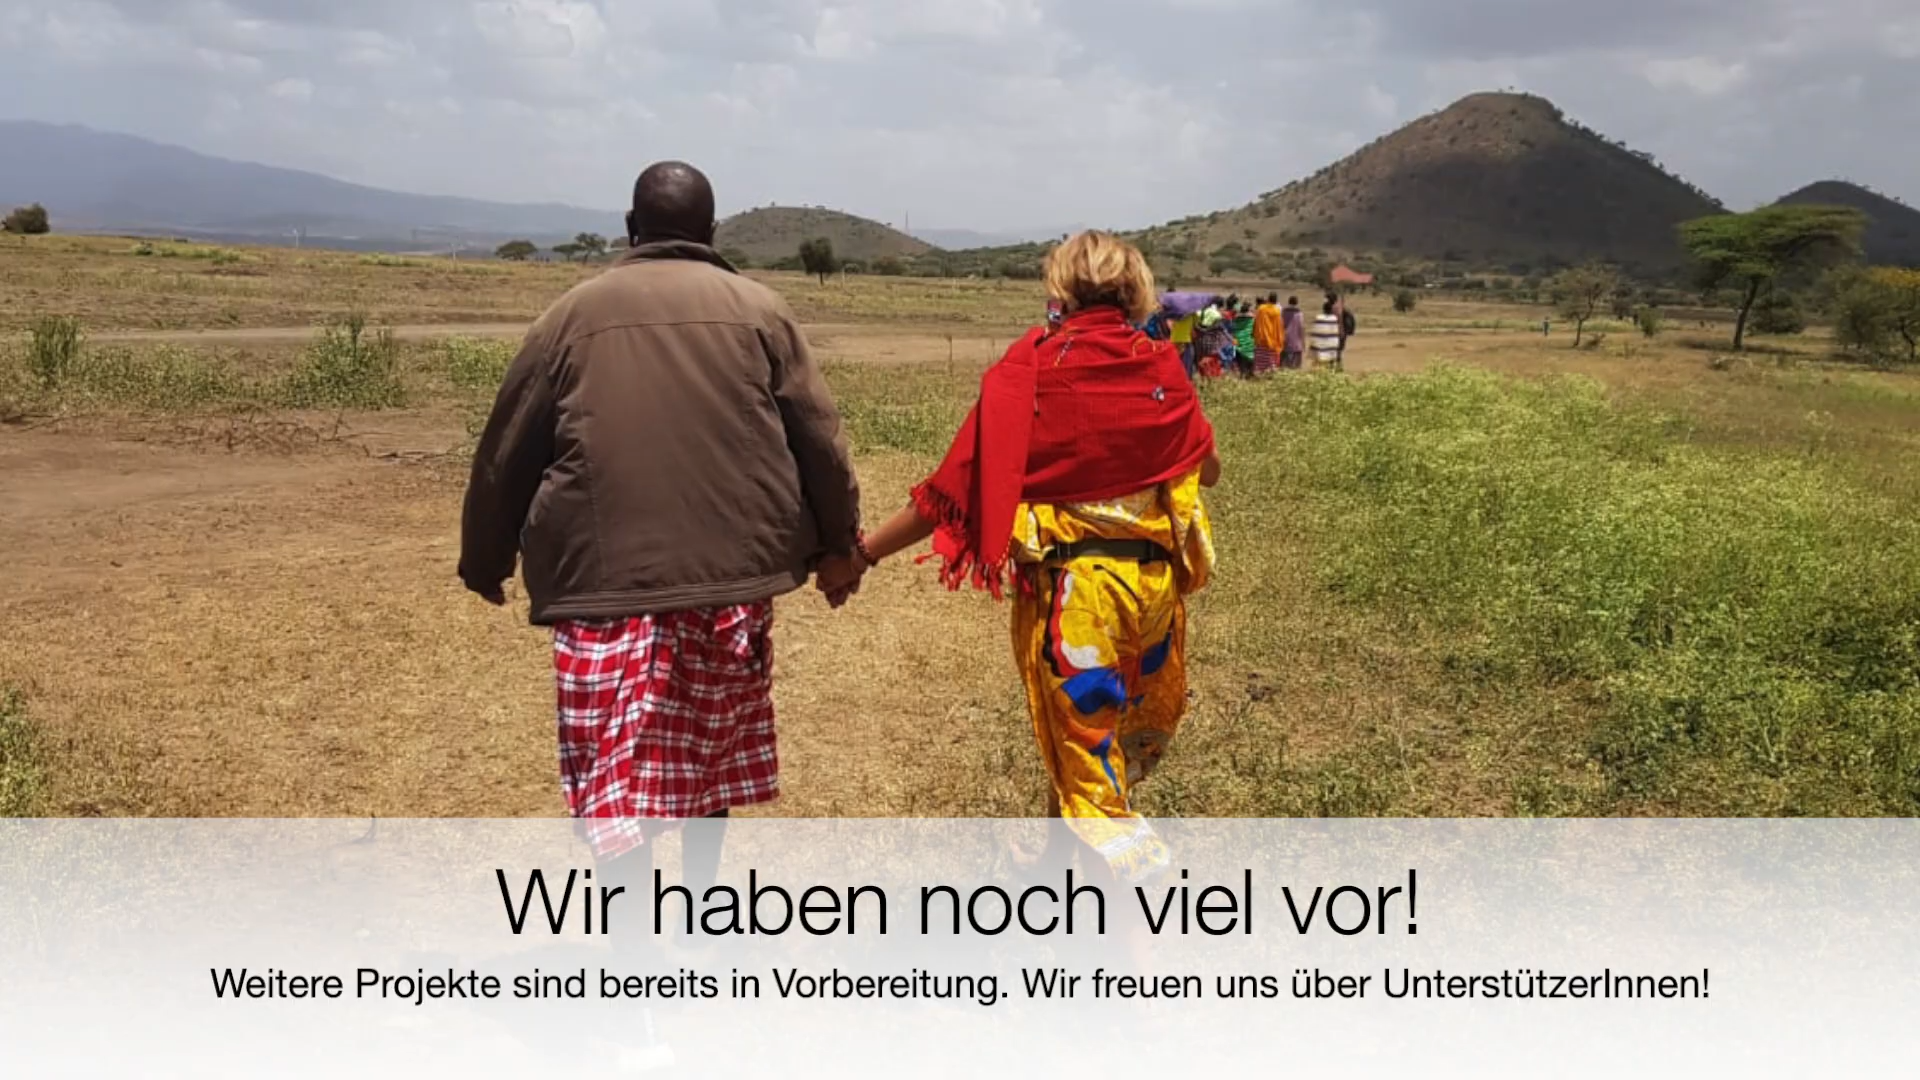 Wir haben noch viel vor!
Weitere Projekte sind bereits in Vorbereitung. Wir freuen uns über UnterstützerInnen!